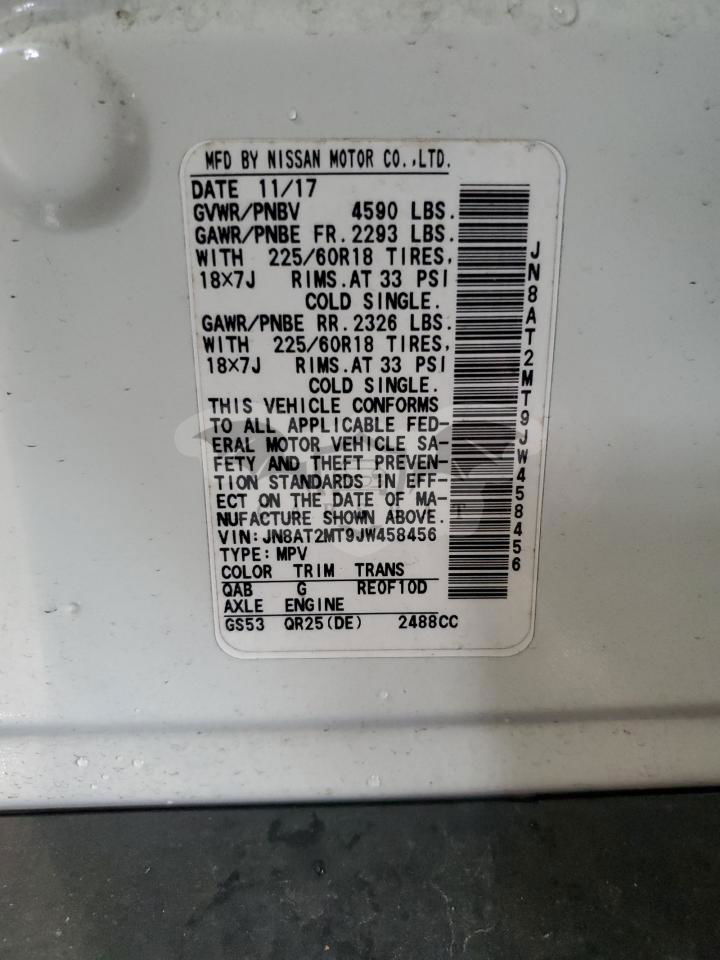 MFD BY NISSAN MOTOR CO.,LTD.
DATE 11/17
GVWR/PNBV 4590 LBS.
GAWR/PNBE FR. 2293 LBS.
WITH 225/60R18 TIRES,
18×7J RIMS.AT 33 PSI
COLD SINGLE.
GAWR/PNBE RR. 2326 LBS.
WITH 225/60R18 TIRES,
18×7J RIMS.AT 33 PSI
COLD SINGLE.
THIS VEHICLE CONFORMS
TO ALL APPLICABLE FED-
ERAL MOTOR VEHICLE SA-
FETY AND THEFT PREVEN-
TION STANDARDS IN EFF-
ECT ON THE DATE OF MA-
NUFACTURE SHOWN ABOVE.
VIN:JN8AT2MT9JW458456
TYPE:MPV
COLOR TRIM TRANS
QAB G RE0F10D
AXLE ENGINE
GS53 QR25(DE) 2488CC
JN8AT2MT9JW458456